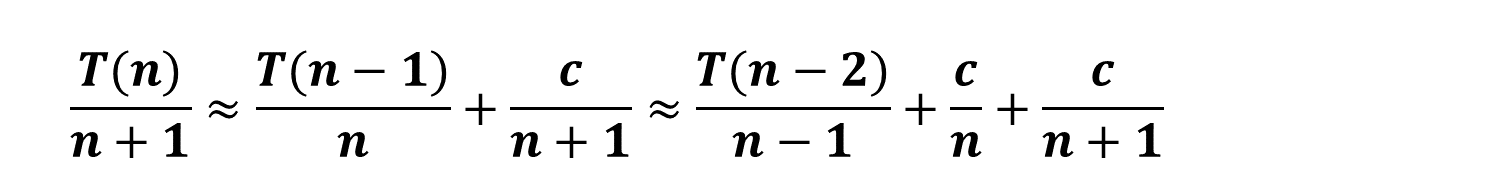 T(n)/(n + 1) ≈ T(n − 1)/n + c/(n + 1) ≈ T(n − 2)/(n − 1) + c/n + c/(n + 1)